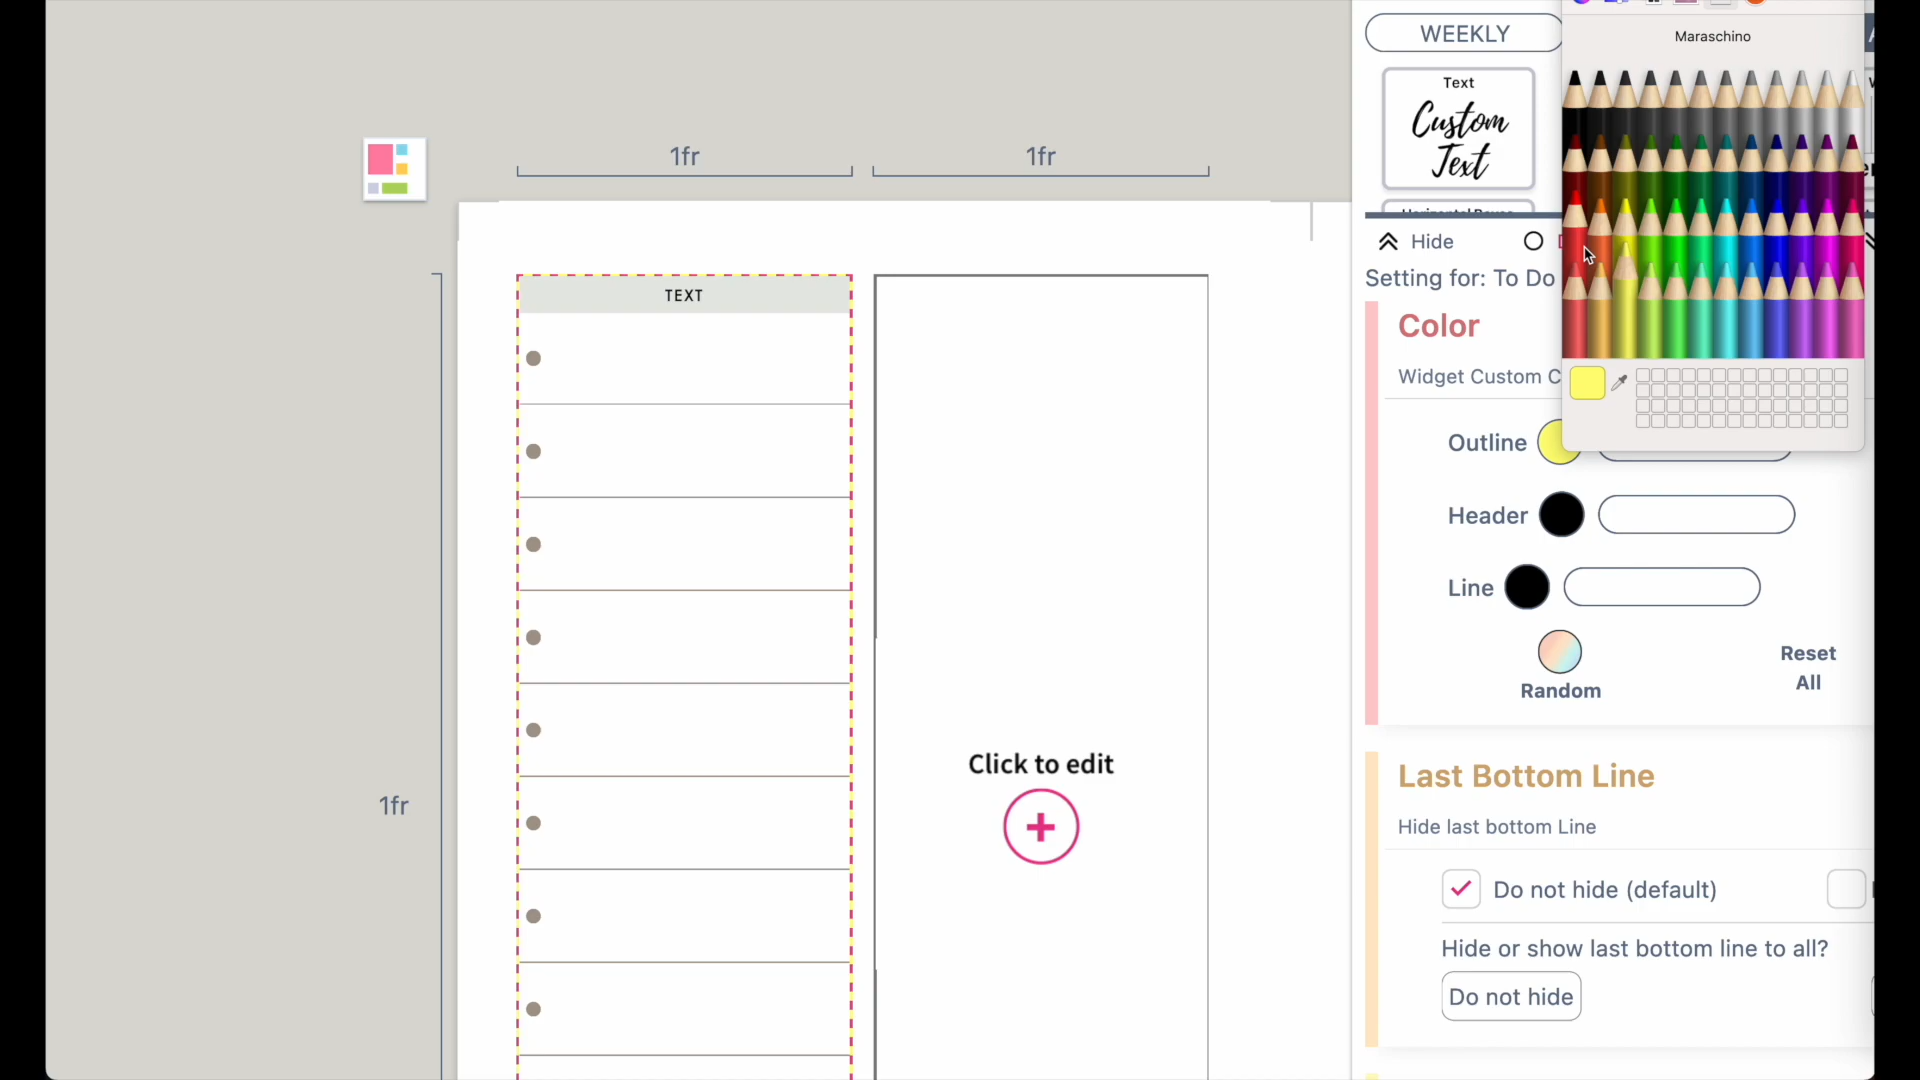 WEEKLY
Maraschino
Text
Custom
Text
1fr
1fr
Hide
Setting for: To Do
TEXT
Color
Widget Custom C
Outline
Header
Line
Random
Reset
All
Click to edit
1fr
Last Bottom Line
Hide last bottom Line
Do not hide (default)
Hide or show last bottom line to all?
Do not hide